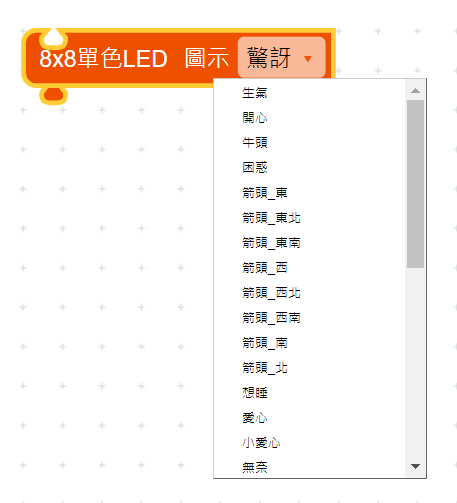 8x8單色LED 圖示 驚訝
生氣
開心
牛頭
困惑
箭頭_東
箭頭_東北
箭頭_東南
箭頭_西
箭頭_西北
箭頭_西南
箭頭_南
箭頭_北
想睡
愛心
小愛心
無奈